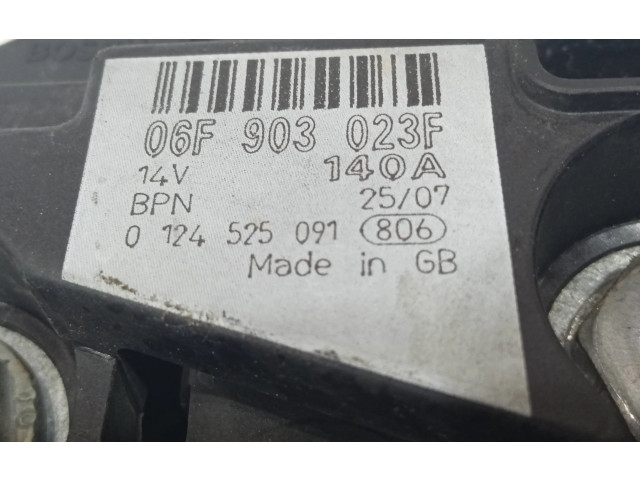 06F 903 023F
14V 140A
BPN 25/07
0 124 525 091 806
Made in GB